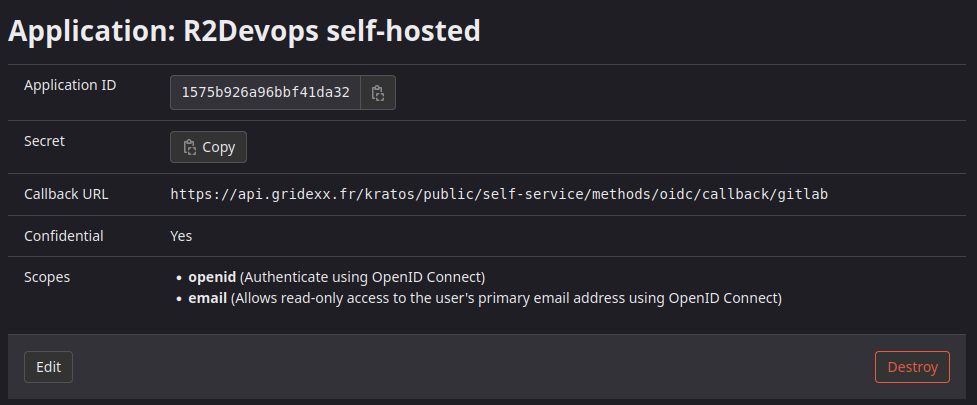 Application: R2Devops self-hosted
Application ID
1575b926a96bbf41da32
Secret
Copy
Callback URL
https://api.gridexx.fr/kratos/public/self-service/methods/oidc/callback/gitlab
Confidential
Yes
Scopes
• openid (Authenticate using OpenID Connect)
• email (Allows read-only access to the user's primary email address using OpenID Connect)
Edit
Destroy